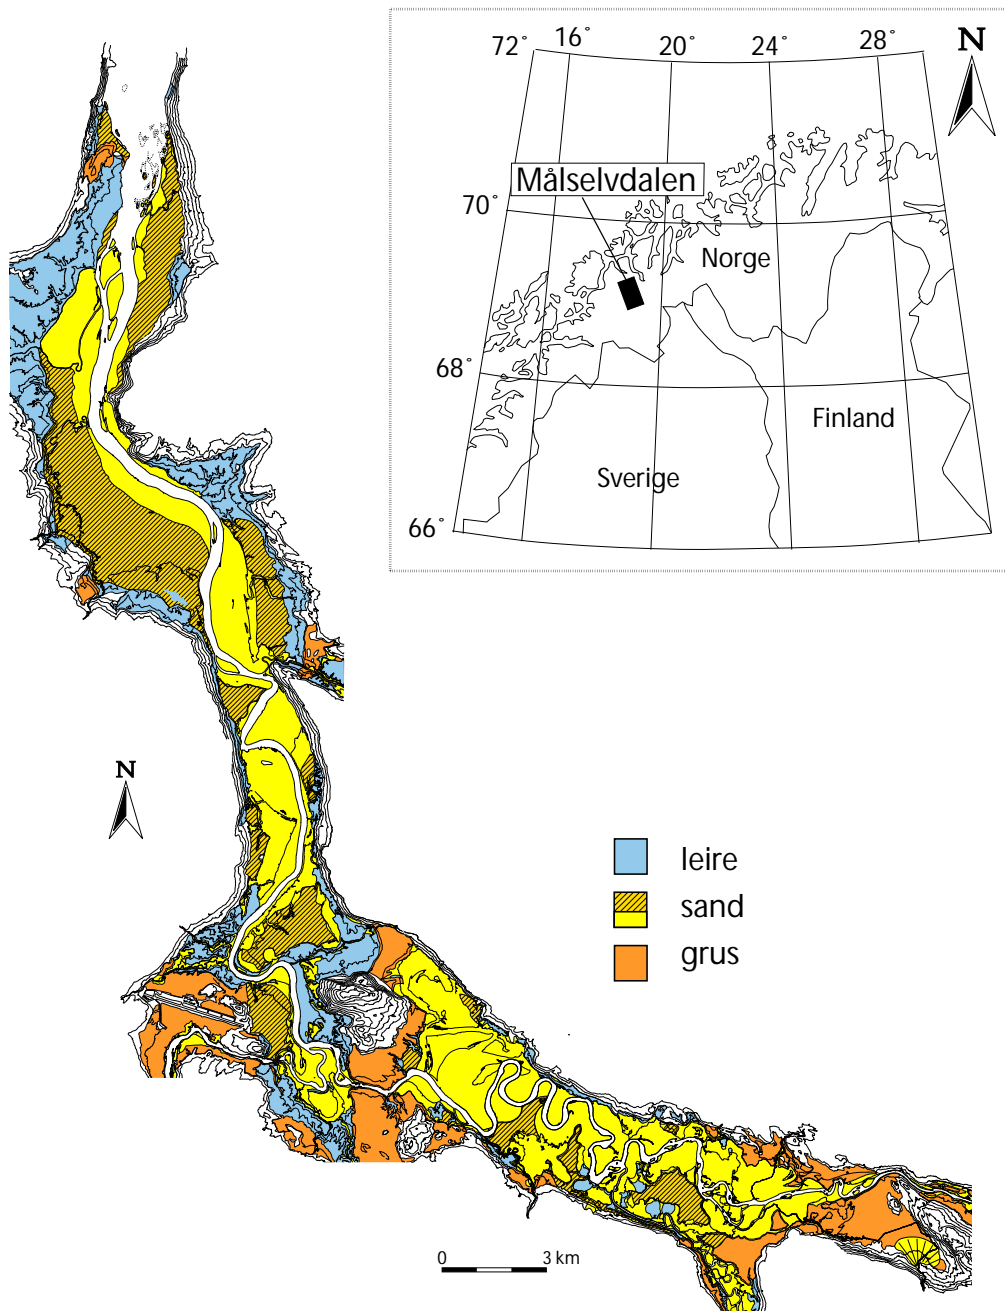 72° 16° 20° 24° 28° N
Målselvdalen
70°
Norge
68°
Finland
Sverige
66°
N
leire
sand
grus
0 3 km